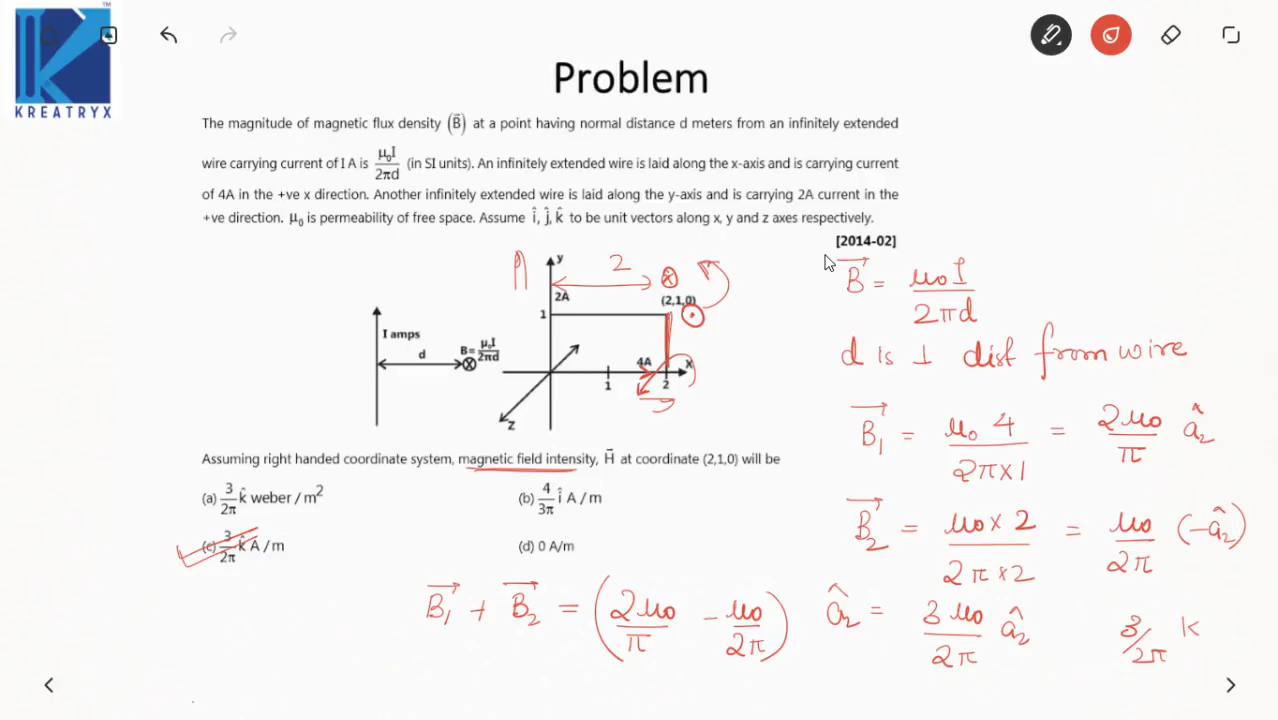 KREATRYX
TM
Problem
The magnitude of magnetic flux density (B⃗) at a point having normal distance d meters from an infinitely extended
wire carrying current of I A is μ₀I/2πd (in SI units). An infinitely extended wire is laid along the x-axis and is carrying current
of 4A in the +ve x direction. Another infinitely extended wire is laid along the y-axis and is carrying 2A current in the
+ve direction. μ₀ is permeability of free space. Assume î, ĵ, k̂ to be unit vectors along x, y and z axes respectively.
[2014-02]
I amps
d
B=μ₀I/2πd
y
2
2A
(2,1,0)
1
4A
x
1
2
z
B⃗ = μ₀I/2πd
d is ⊥ dist from wire
B⃗₁ = μ₀ 4/2π×1 = 2μ₀/π â₂
B⃗₂ = μ₀×2/2π×2 = μ₀/2π (-â₂)
Assuming right handed coordinate system, magnetic field intensity, H⃗ at coordinate (2,1,0) will be
(a) 3/2π k̂ weber / m²
(b) 4/3π î A / m
(c) 3/2π k̂ A / m
(d) 0 A/m
B⃗₁ + B⃗₂ = (2μ₀/π - μ₀/2π) â₂ = 3μ₀/2π â₂
3/2π k